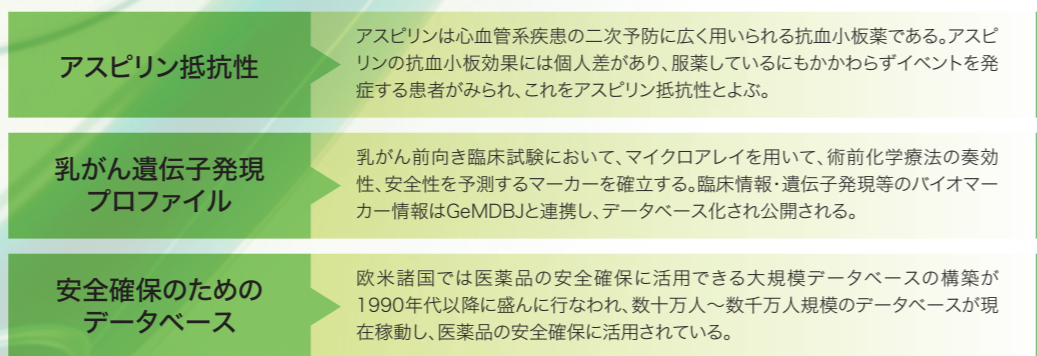 アスピリン抵抗性
アスピリンは心血管系疾患の二次予防に広く用いられる抗血小板薬である。アスピ
リンの抗血小板効果には個人差があり、服薬しているにもかかわらずイベントを発
症する患者がみられ、これをアスピリン抵抗性とよぶ。
乳がん遺伝子発現
プロファイル
乳がん前向き臨床試験において、マイクロアレイを用いて、術前化学療法の奏効
性、安全性を予測するマーカーを確立する。臨床情報・遺伝子発現等のバイオマー
カー情報はGeMDBJと連携し、データベース化され公開される。
安全確保のための
データベース
欧米諸国では医薬品の安全確保に活用できる大規模データベースの構築が
1990年代以降に盛んに行なわれ、数十万人～数千万人規模のデータベースが現
在稼動し、医薬品の安全確保に活用されている。